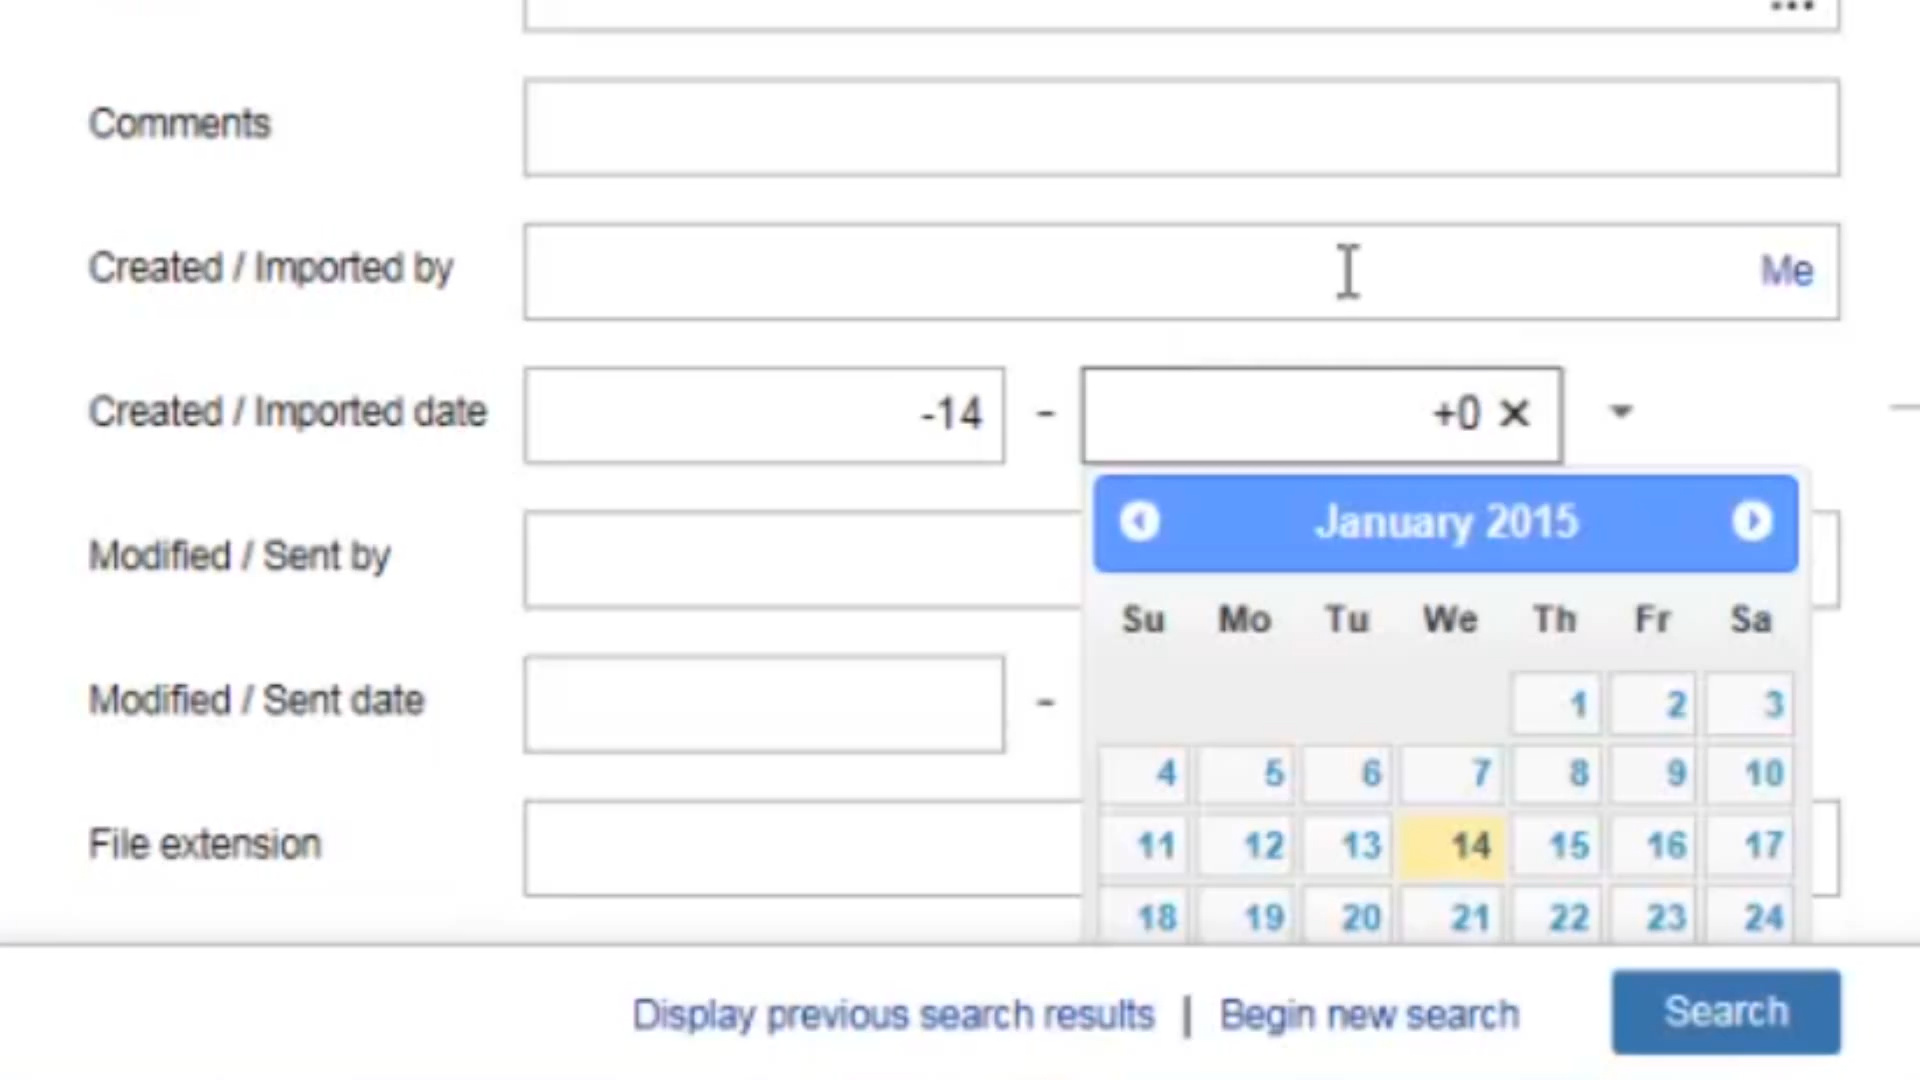 ...
Comments
Created / Imported by
Me
Created / Imported date
-14 - +0 ×
January 2015
Su Mo Tu We Th Fr Sa
1 2 3
Modified / Sent by
Modified / Sent date -
4 5 6 7 8 9 10
File extension
11 12 13 14 15 16 17
18 19 20 21 22 23 24
Display previous search results | Begin new search
Search